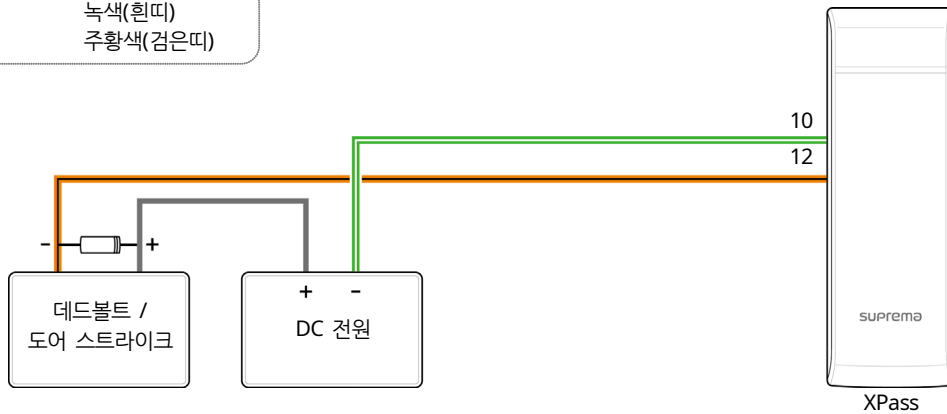 녹색(흰띠)
주황색(검은띠)
10
12
- +
+ -
데드볼트 /
도어 스트라이크
DC 전원
suprema
XPass